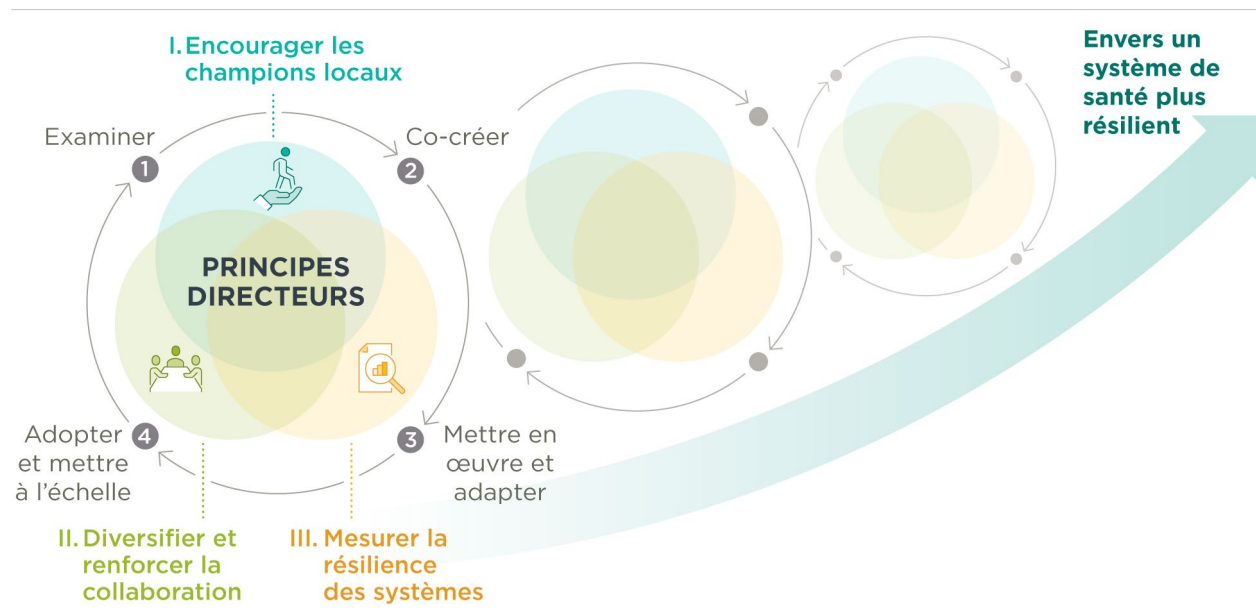 I. Encourager les
champions locaux
Envers un
système de
santé plus
résilient
Examiner
1
Co-créer
2
PRINCIPES
DIRECTEURS
Adopter
et mettre
à l’échelle
4
3
Mettre en
œuvre et
adapter
II. Diversifier et
renforcer la
collaboration
III. Mesurer la
résilience
des systèmes